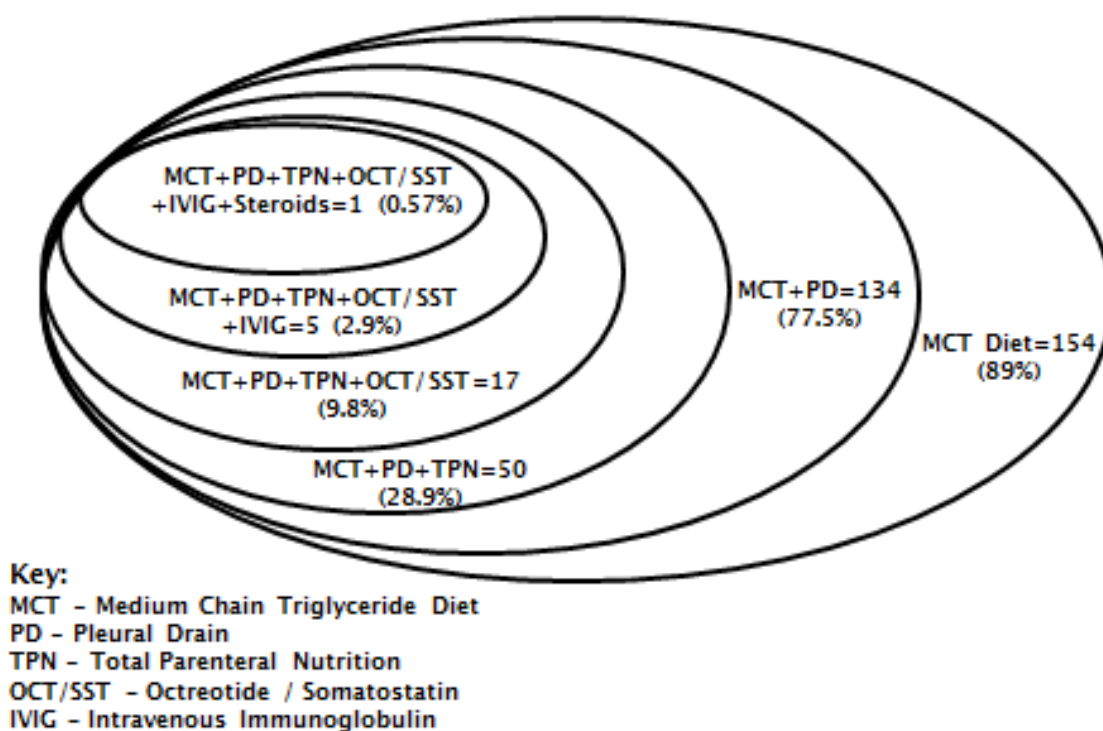 MCT+PD+TPN+OCT/SST
+IVIG+Steroids=1 (0.57%)
MCT+PD+TPN+OCT/SST
+IVIG=5 (2.9%)
MCT+PD+TPN+OCT/SST=17
(9.8%)
MCT+PD+TPN=50
(28.9%)
MCT+PD=134
(77.5%)
MCT Diet=154
(89%)
Key:
MCT - Medium Chain Triglyceride Diet
PD - Pleural Drain
TPN - Total Parenteral Nutrition
OCT/SST - Octreotide / Somatostatin
IVIG - Intravenous Immunoglobulin